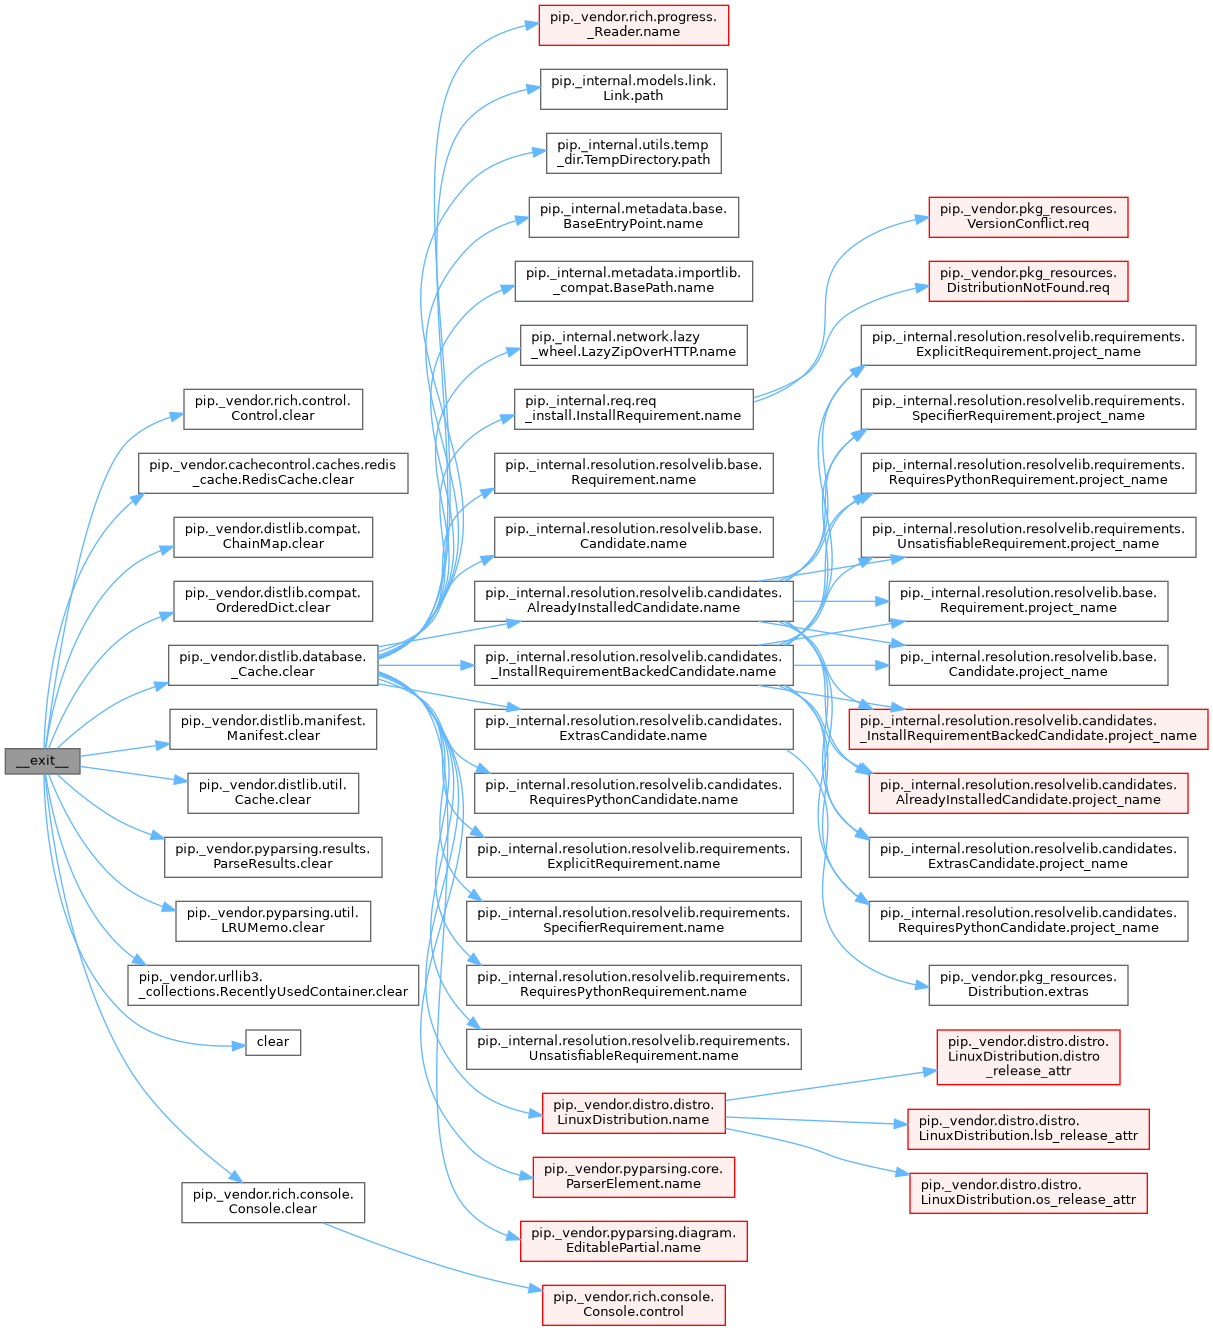 __exit__
pip._vendor.rich.control.
Control.clear
pip._vendor.cachecontrol.caches.redis
_cache.RedisCache.clear
pip._vendor.distlib.compat.
ChainMap.clear
pip._vendor.distlib.compat.
OrderedDict.clear
pip._vendor.distlib.database.
_Cache.clear
pip._vendor.distlib.manifest.
Manifest.clear
pip._vendor.distlib.util.
Cache.clear
pip._vendor.pyparsing.results.
ParseResults.clear
pip._vendor.pyparsing.util.
LRUMemo.clear
pip._vendor.urllib3.
_collections.RecentlyUsedContainer.clear
clear
pip._vendor.rich.console.
Console.clear
pip._vendor.rich.progress.
_Reader.name
pip._internal.models.link.
Link.path
pip._internal.utils.temp
_dir.TempDirectory.path
pip._internal.metadata.base.
BaseEntryPoint.name
pip._internal.metadata.importlib.
_compat.BasePath.name
pip._internal.network.lazy
_wheel.LazyZipOverHTTP.name
pip._internal.req.req
_install.InstallRequirement.name
pip._internal.resolution.resolvelib.base.
Requirement.name
pip._internal.resolution.resolvelib.base.
Candidate.name
pip._internal.resolution.resolvelib.candidates.
AlreadyInstalledCandidate.name
pip._internal.resolution.resolvelib.candidates.
_InstallRequirementBackedCandidate.name
pip._internal.resolution.resolvelib.candidates.
ExtrasCandidate.name
pip._internal.resolution.resolvelib.candidates.
RequiresPythonCandidate.name
pip._internal.resolution.resolvelib.requirements.
ExplicitRequirement.name
pip._internal.resolution.resolvelib.requirements.
SpecifierRequirement.name
pip._internal.resolution.resolvelib.requirements.
RequiresPythonRequirement.name
pip._internal.resolution.resolvelib.requirements.
UnsatisfiableRequirement.name
pip._vendor.distro.distro.
LinuxDistribution.name
pip._vendor.pyparsing.core.
ParserElement.name
pip._vendor.pyparsing.diagram.
EditablePartial.name
pip._vendor.rich.console.
Console.control
pip._vendor.pkg_resources.
VersionConflict.req
pip._vendor.pkg_resources.
DistributionNotFound.req
pip._internal.resolution.resolvelib.requirements.
ExplicitRequirement.project_name
pip._internal.resolution.resolvelib.requirements.
SpecifierRequirement.project_name
pip._internal.resolution.resolvelib.requirements.
RequiresPythonRequirement.project_name
pip._internal.resolution.resolvelib.requirements.
UnsatisfiableRequirement.project_name
pip._internal.resolution.resolvelib.base.
Requirement.project_name
pip._internal.resolution.resolvelib.base.
Candidate.project_name
pip._internal.resolution.resolvelib.candidates.
_InstallRequirementBackedCandidate.project_name
pip._internal.resolution.resolvelib.candidates.
AlreadyInstalledCandidate.project_name
pip._internal.resolution.resolvelib.candidates.
ExtrasCandidate.project_name
pip._internal.resolution.resolvelib.candidates.
RequiresPythonCandidate.project_name
pip._vendor.pkg_resources.
Distribution.extras
pip._vendor.distro.distro.
LinuxDistribution.distro
_release_attr
pip._vendor.distro.distro.
LinuxDistribution.lsb_release_attr
pip._vendor.distro.distro.
LinuxDistribution.os_release_attr